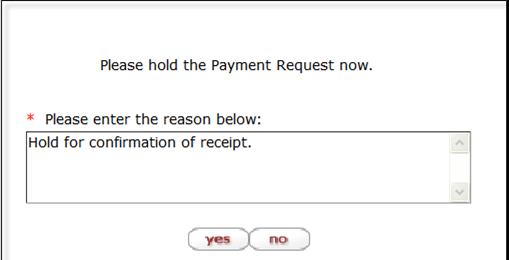 Please hold the Payment Request now.
* Please enter the reason below:
Hold for confirmation of receipt.
yes no